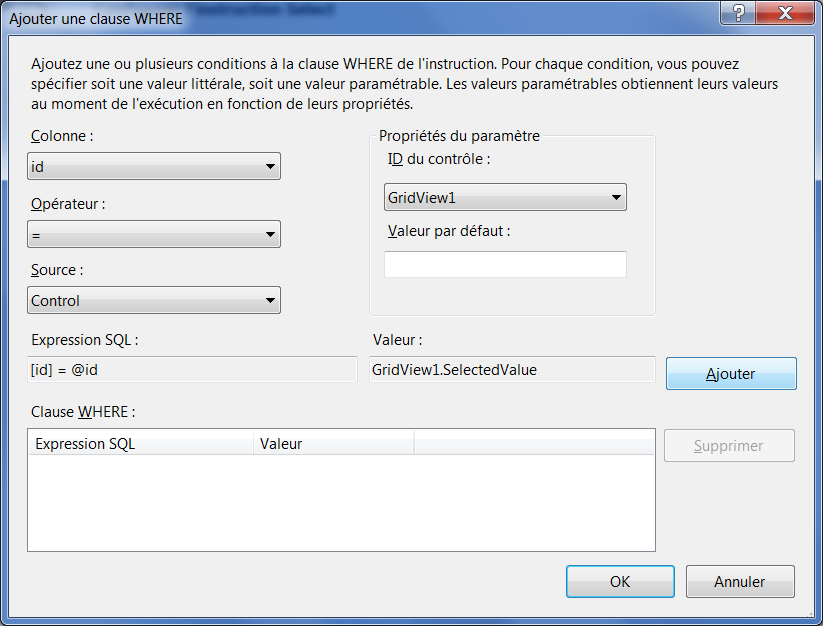 Ajouter une clause WHERE
l'instruction Select
Ajoutez une ou plusieurs conditions à la clause WHERE de l'instruction. Pour chaque condition, vous pouvez
spécifier soit une valeur littérale, soit une valeur paramétrable. Les valeurs paramétrables obtiennent leurs valeurs
au moment de l'exécution en fonction de leurs propriétés.
Colonne :
id
Opérateur :
=
Source :
Control
Propriétés du paramètre
ID du contrôle :
GridView1
Valeur par défaut :
Expression SQL :
[id] = @id
Valeur :
GridView1.SelectedValue
Ajouter
Clause WHERE :
Expression SQL
Valeur
Supprimer
OK
Annuler